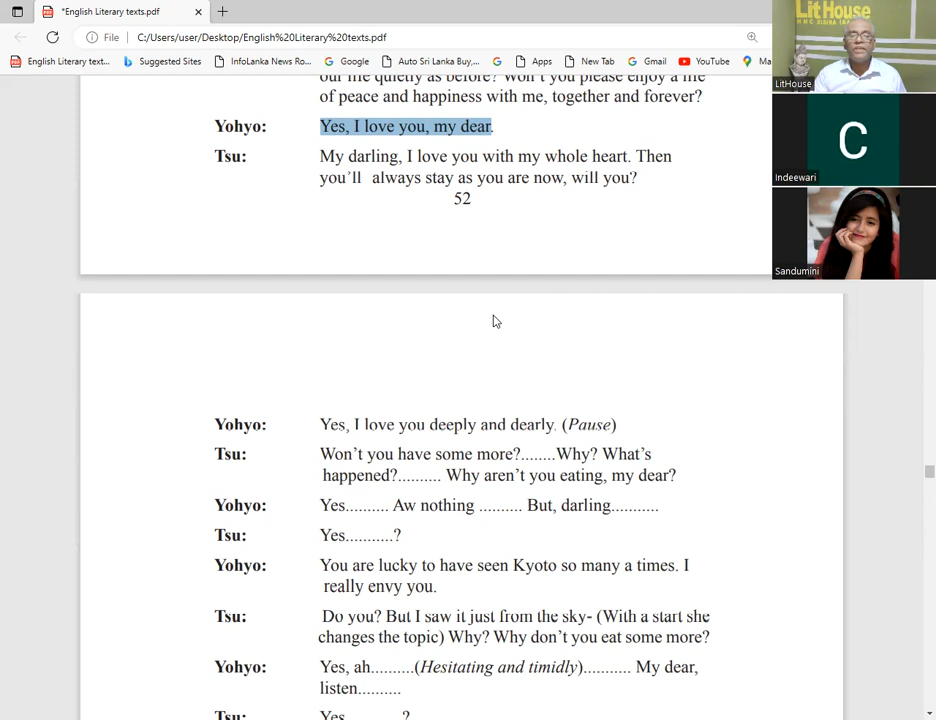 *English Literary texts.pdf
File
C:/Users/user/Desktop/English%20Literary%20texts.pdf
English Literary text...
Suggested Sites
InfoLanka News Ro...
Google
Auto Sri Lanka Buy,...
Apps
New Tab
Gmail
YouTube
Ma
our life quietly as before? Won't you please enjoy a life
of peace and happiness with me, together and forever?
Yohyo: Yes, I love you, my dear.
Tsu: My darling, I love you with my whole heart. Then
you'll always stay as you are now, will you?
52
Yohyo: Yes, I love you deeply and dearly. (Pause)
Tsu: Won't you have some more?........Why? What's
happened?.......... Why aren't you eating, my dear?
Yohyo: Yes.......... Aw nothing .......... But, darling...........
Tsu: Yes...........?
Yohyo: You are lucky to have seen Kyoto so many a times. I
really envy you.
Tsu: Do you? But I saw it just from the sky- (With a start she
changes the topic) Why? Why don't you eat some more?
Yohyo: Yes, ah..........(Hesitating and timidly)........... My dear,
listen..........
Tsu: Yes ?
LitHouse
LitHouse
C
Indeewari
Sandumini